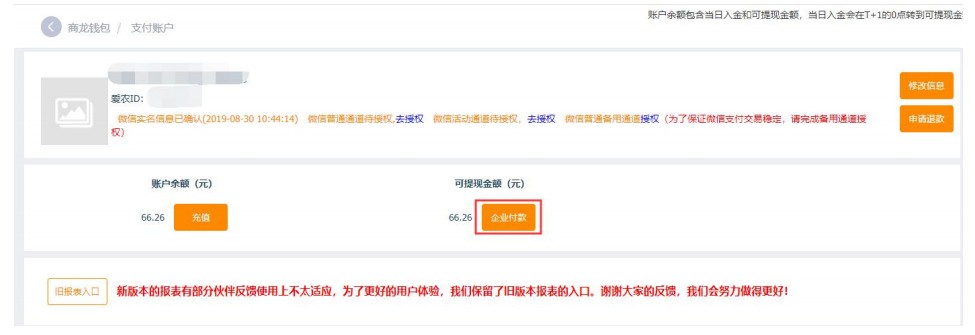 账户余额包含当日入金和可提现金额，当日入金会在T+1的0点转到可提现金
商龙钱包 / 支付账户
爱农ID:
修改信息
微信实名信息已确认(2019-08-30 10:44:14) 微信普通通道待授权,去授权 微信活动通道待授权，去授权 微信普通备用通道授权（为了保证微信支付交易稳定，请完成备用通道授
权）
申请退款
账户余额（元） 可提现金额（元）
66.26 充值 66.26 企业付款
旧报表入口 新版本的报表有部分伙伴反馈使用上不太适应，为了更好的用户体验，我们保留了旧版本报表的入口。谢谢大家的反馈，我们会努力做得更好！